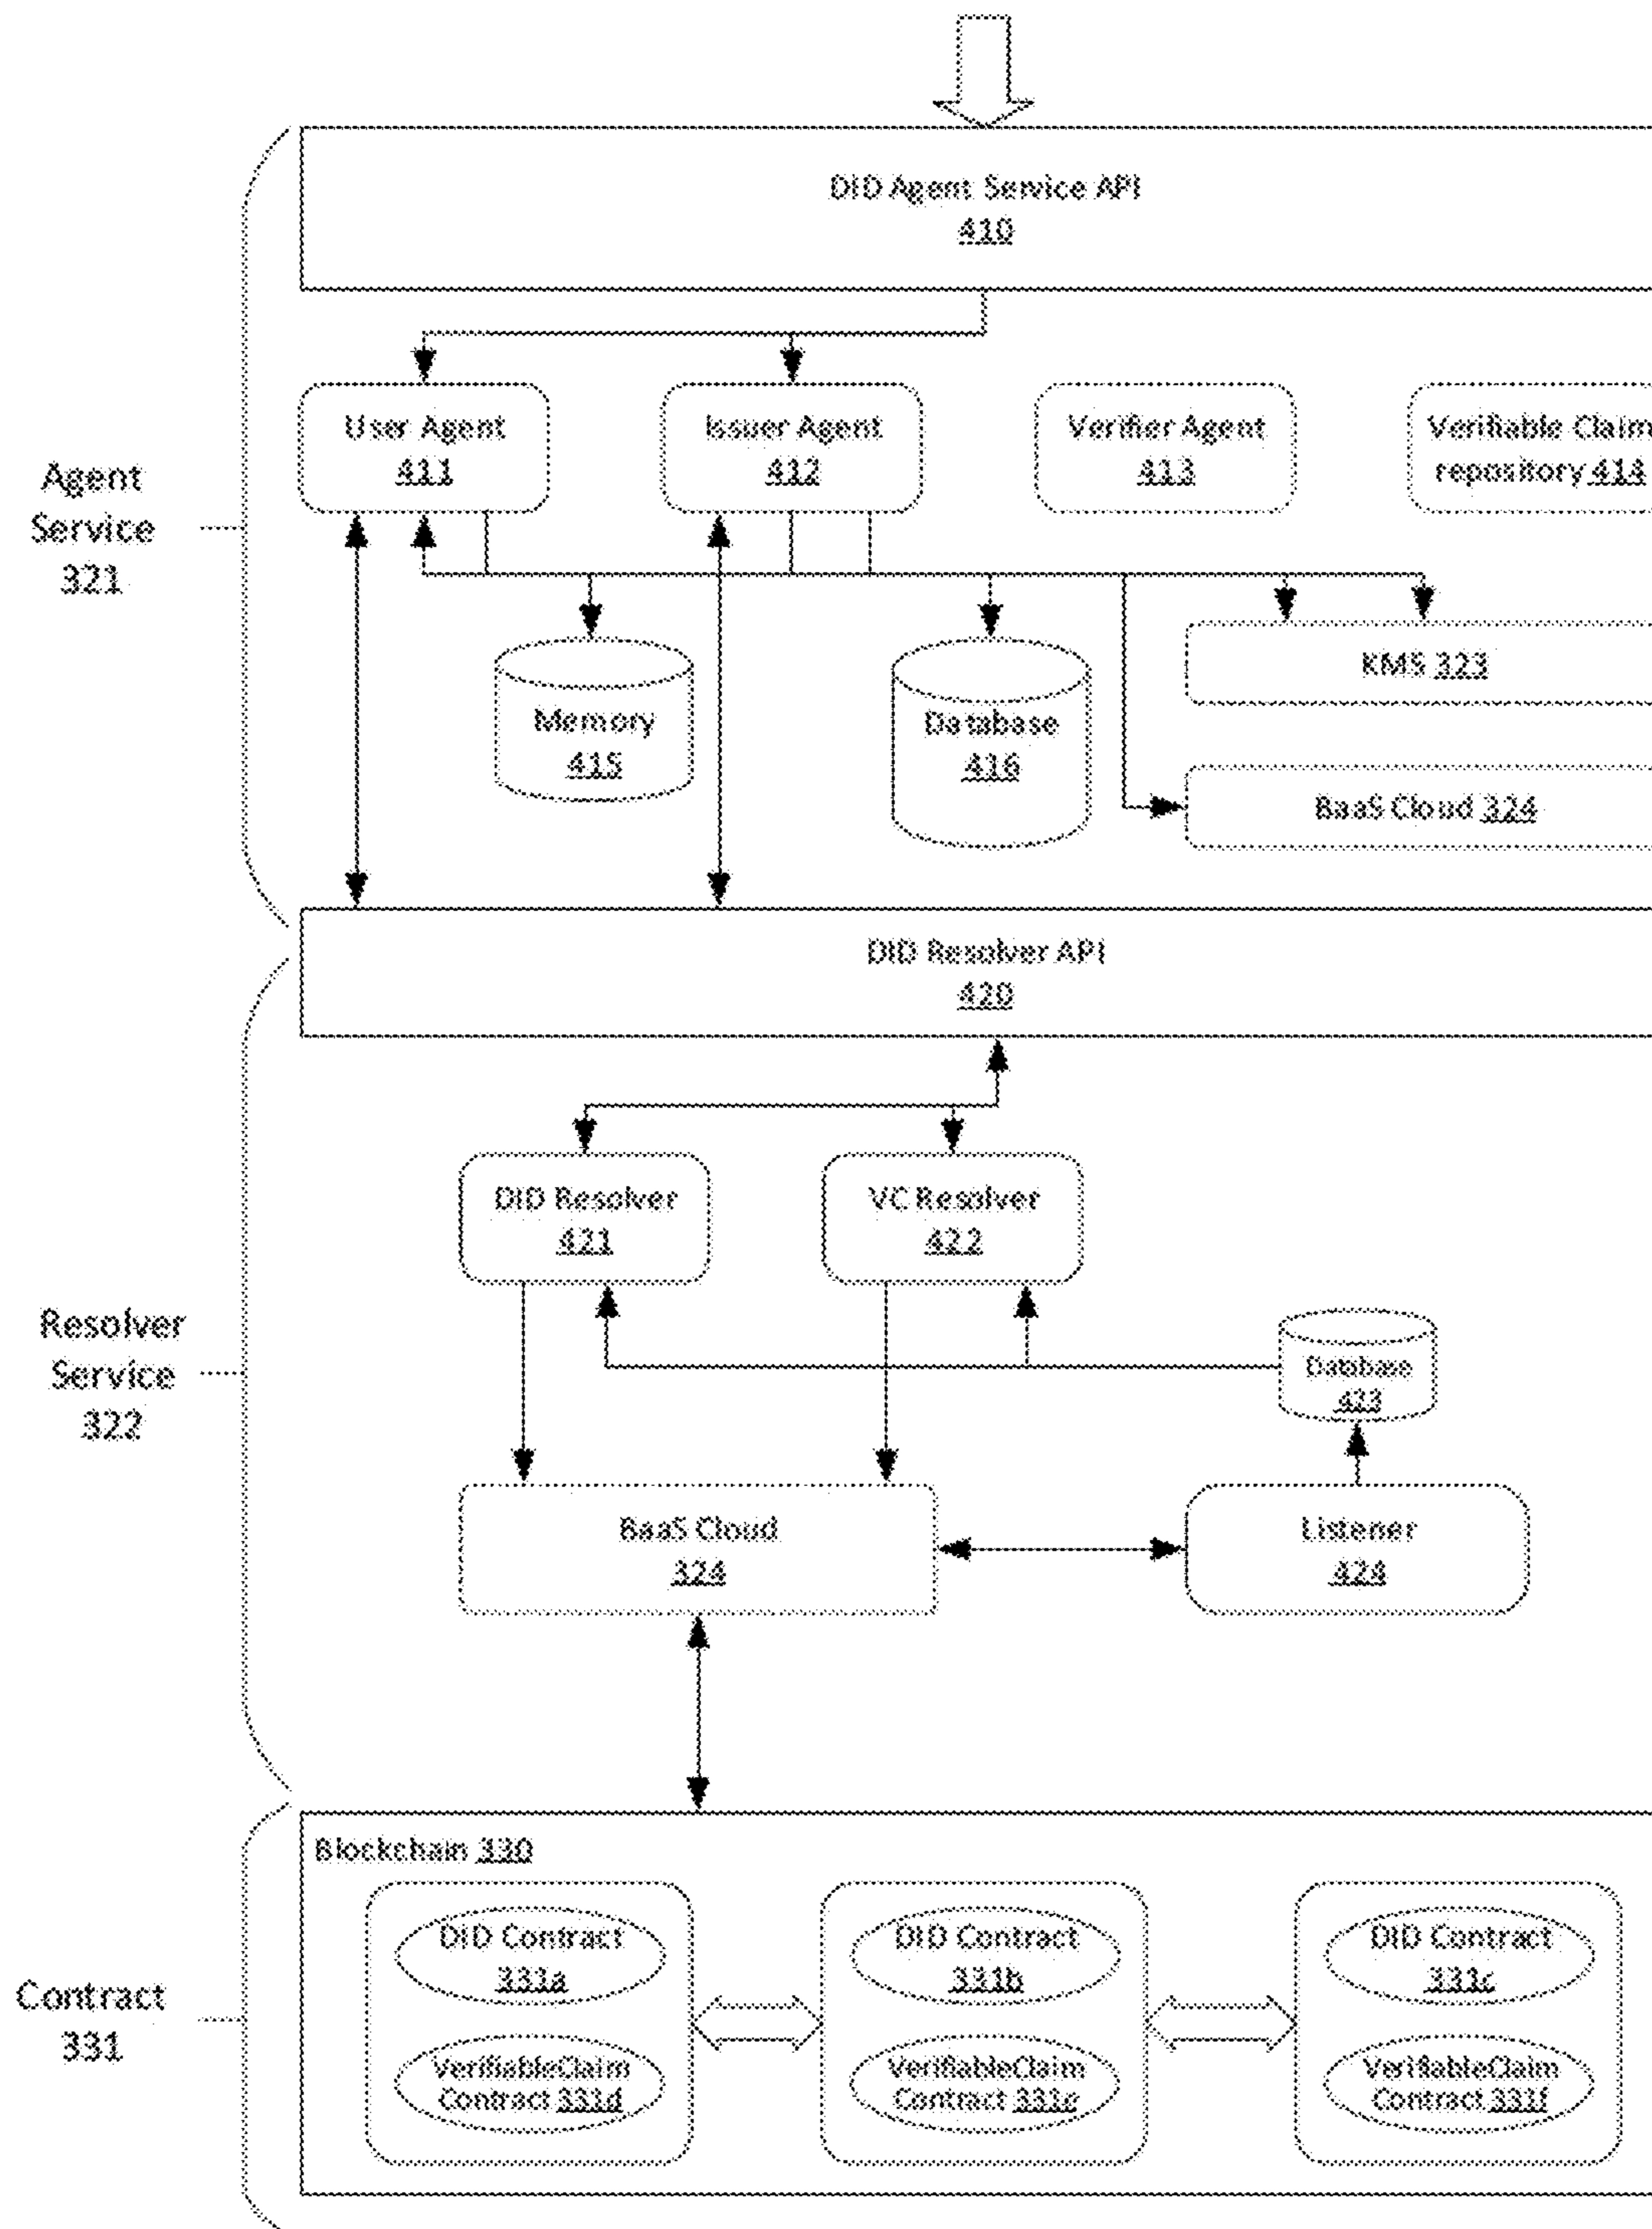 DID Agent Service API
410
User Agent
411
Issuer Agent
412
Verifier Agent
413
Verifiable Claim
repository 414
Agent
Service
321
KMS 323
Memory
415
Database
416
BaaS Cloud 324
DID Resolver API
420
DID Resolver
421
VC Resolver
422
Resolver
Service
322
Database
423
BaaS Cloud
324
Listener
424
Blockchain 330
DID Contract
331a
DID Contract
331b
DID Contract
331c
Contract
331
VerifiableClaim
Contract 331d
VerifiableClaim
Contract 331e
VerifiableClaim
Contract 331f